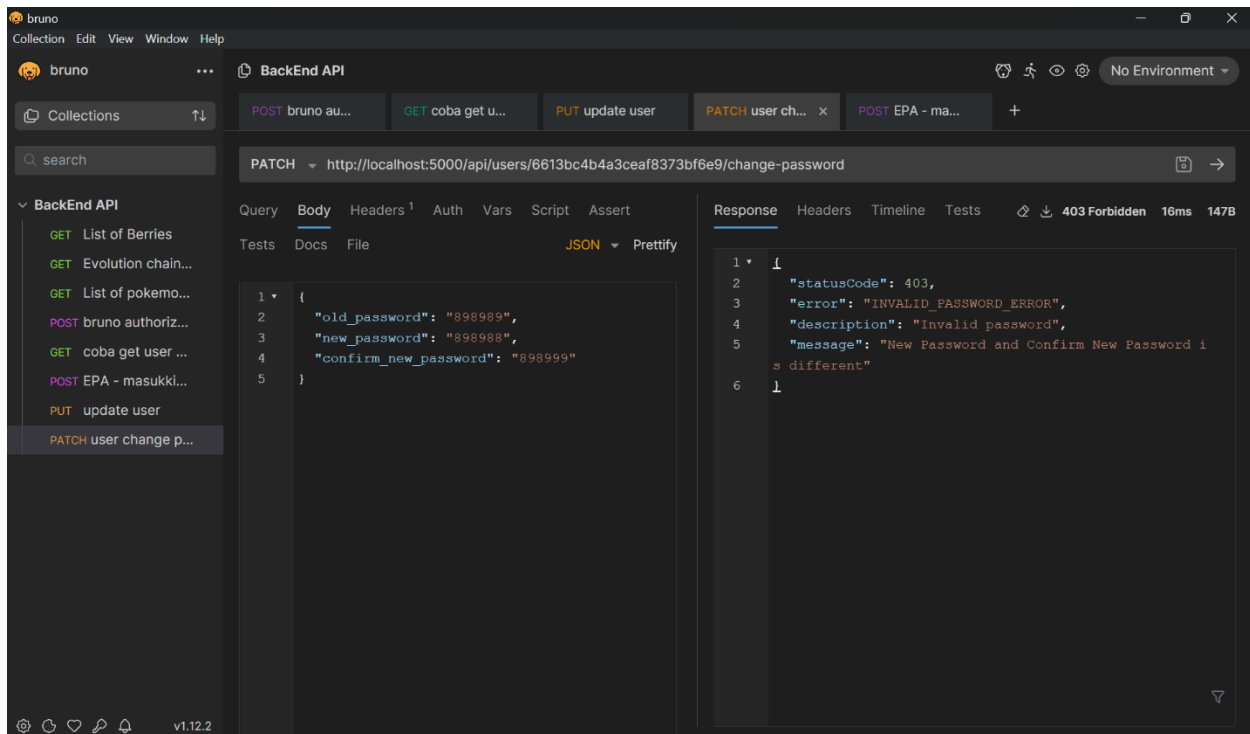 bruno
Collection Edit View Window Help
bruno ...
BackEnd API
No Environment
Collections
POST bruno au...
GET coba get u...
PUT update user
PATCH user ch... ×
POST EPA - ma...
+
search
PATCH http://localhost:5000/api/users/6613bc4b4a3ceaf8373bf6e9/change-password
BackEnd API
GET List of Berries
GET Evolution chain...
GET List of pokemo...
POST bruno authoriz...
GET coba get user ...
POST EPA - masukki...
PUT update user
PATCH user change p...
Query Body Headers 1 Auth Vars Script Assert
Tests Docs File JSON Prettify
1 {
2 "old_password": "898989",
3 "new_password": "898988",
4 "confirm_new_password": "898999"
5 }
Response Headers Timeline Tests 403 Forbidden 16ms 147B
1 {
2 "statusCode": 403,
3 "error": "INVALID_PASSWORD_ERROR",
4 "description": "Invalid password",
5 "message": "New Password and Confirm New Password i
s different"
6 }
v1.12.2